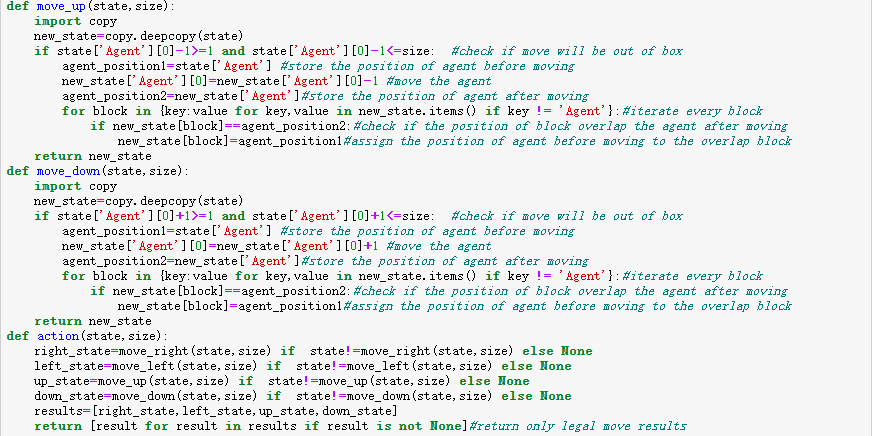 def move_up(state,size):
    import copy
    new_state=copy.deepcopy(state)
    if state['Agent'][0]-1>=1 and state['Agent'][0]-1<=size:  #check if move will be out of box
        agent_position1=state['Agent'] #store the position of agent before moving
        new_state['Agent'][0]=new_state['Agent'][0]-1 #move the agent
        agent_position2=new_state['Agent']#store the position of agent after moving
        for block in {key:value for key,value in new_state.items() if key != 'Agent'}:#iterate every block
            if new_state[block]==agent_position2:#check if the position of block overlap the agent after moving
                new_state[block]=agent_position1#assign the position of agent before moving to the overlap block
    return new_state
def move_down(state,size):
    import copy
    new_state=copy.deepcopy(state)
    if state['Agent'][0]+1>=1 and state['Agent'][0]+1<=size:  #check if move will be out of box
        agent_position1=state['Agent'] #store the position of agent before moving
        new_state['Agent'][0]=new_state['Agent'][0]+1 #move the agent
        agent_position2=new_state['Agent']#store the position of agent after moving
        for block in {key:value for key,value in new_state.items() if key != 'Agent'}:#iterate every block
            if new_state[block]==agent_position2:#check if the position of block overlap the agent after moving
                new_state[block]=agent_position1#assign the position of agent before moving to the overlap block
    return new_state
def action(state,size):
    right_state=move_right(state,size) if  state!=move_right(state,size) else None
    left_state=move_left(state,size) if  state!=move_left(state,size) else None
    up_state=move_up(state,size) if  state!=move_up(state,size) else None
    down_state=move_down(state,size) if  state!=move_down(state,size) else None
    results=[right_state,left_state,up_state,down_state]
    return [result for result in results if result is not None]#return only legal move results